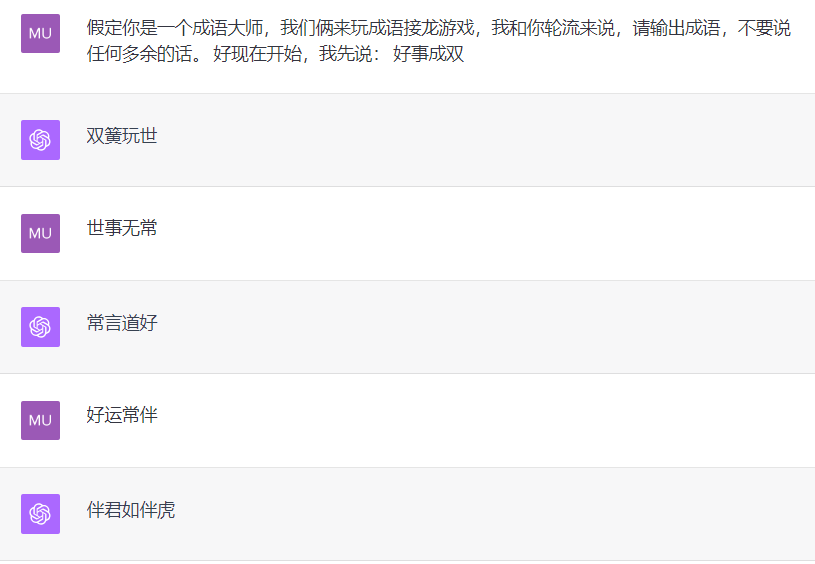 MU
假定你是一个成语大师，我们俩来玩成语接龙游戏，我和你轮流来说，请输出成语，不要说
任何多余的话。 好现在开始，我先说： 好事成双
双簧玩世
MU
世事无常
常言道好
MU
好运常伴
伴君如伴虎